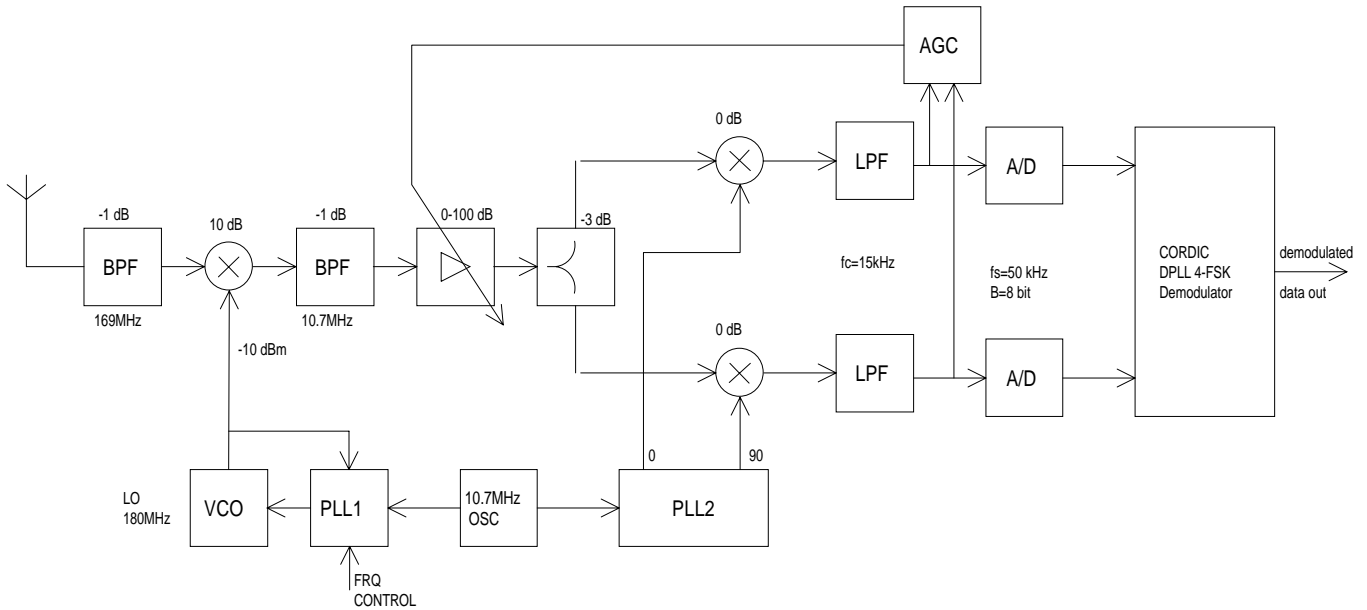 AGC
0 dB
LPF
A/D
-1 dB
10 dB
-1 dB
0-100 dB
-3 dB
BPF
BPF
169MHz
10.7MHz
fc=15kHz
fs=50 kHz
B=8 bit
CORDIC
DPLL 4-FSK
Demodulator
demodulated
data out
-10 dBm
0 dB
LPF
A/D
0
90
LO
180MHz
VCO
PLL1
10.7MHz
OSC
PLL2
FRQ
CONTROL